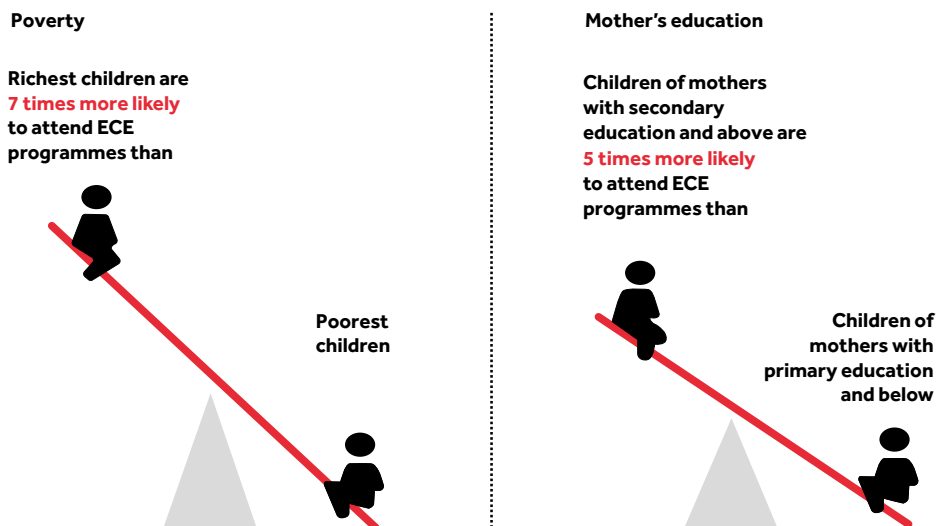 Poverty
Richest children are
7 times more likely
to attend ECE
programmes than
Poorest
children
Mother's education
Children of mothers
with secondary
education and above are
5 times more likely
to attend ECE
programmes than
Children of
mothers with
primary education
and below